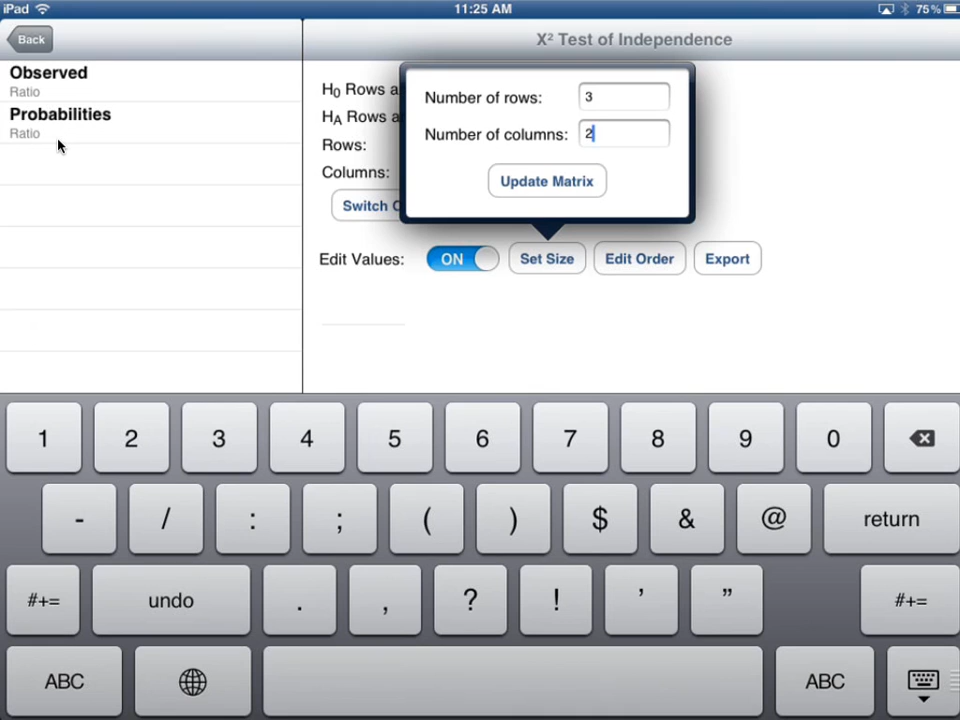 iPad 11:25 AM 75%
Back
X² Test of Independence
Observed
Ratio
Probabilities
Ratio
H₀ Rows a
Hᴀ Rows a
Rows:
Columns:
Switch
Number of rows: 3
Number of columns: 2
Update Matrix
Edit Values: ON Set Size Edit Order Export
1 2 3 4 5 6 7 8 9 0
- / : ; ( ) $ & @ return
#+= undo . , ? ! ’ ” #+=
ABC ABC